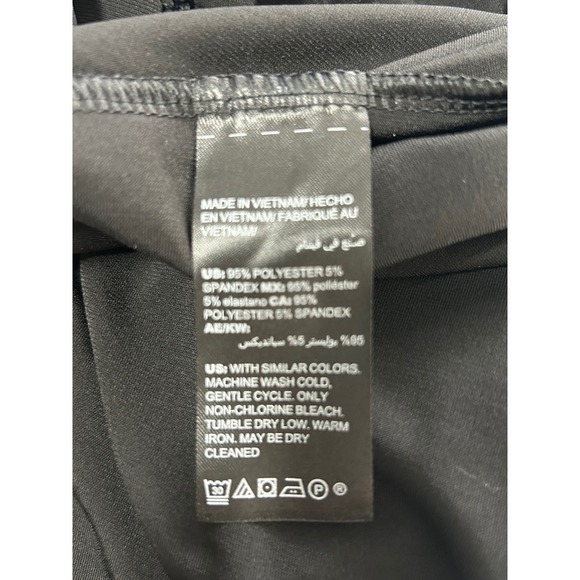 MADE IN VIETNAM/ HECHO
EN VIETNAM/ FABRIQUÉ AU
VIETNAM/
صنع في فيتنام
US: 95% POLYESTER 5%
SPANDEX MX: 95% poliéster
5% elastano CA: 95%
POLYESTER 5% SPANDEX
AE/KW:
95% بوليستر 5% سباندیکس
US: WITH SIMILAR COLORS.
MACHINE WASH COLD,
GENTLE CYCLE. ONLY
NON-CHLORINE BLEACH.
TUMBLE DRY LOW. WARM
IRON. MAY BE DRY
CLEANED
30 P ®